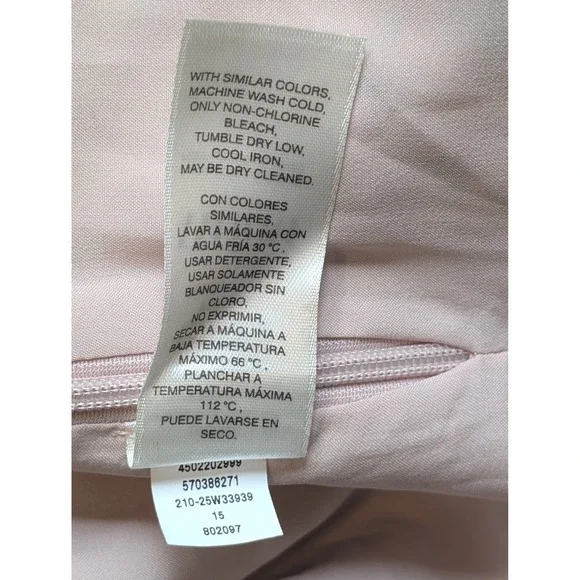 WITH SIMILAR COLORS,
MACHINE WASH COLD,
ONLY NON-CHLORINE
BLEACH,
TUMBLE DRY LOW,
COOL IRON,
MAY BE DRY CLEANED.
CON COLORES
SIMILARES,
LAVAR A MÁQUINA CON
AGUA FRÍA 30 °C,
USAR DETERGENTE,
USAR SOLAMENTE
BLANQUEADOR SIN
CLORO,
NO EXPRIMIR,
SECAR A MÁQUINA A
BAJA TEMPERATURA
MÁXIMO 66 °C,
PLANCHAR A
TEMPERATURA MÁXIMA
112 °C,
PUEDE LAVARSE EN
SECO.
4502202999
570386271
210-25W33939
15
802097